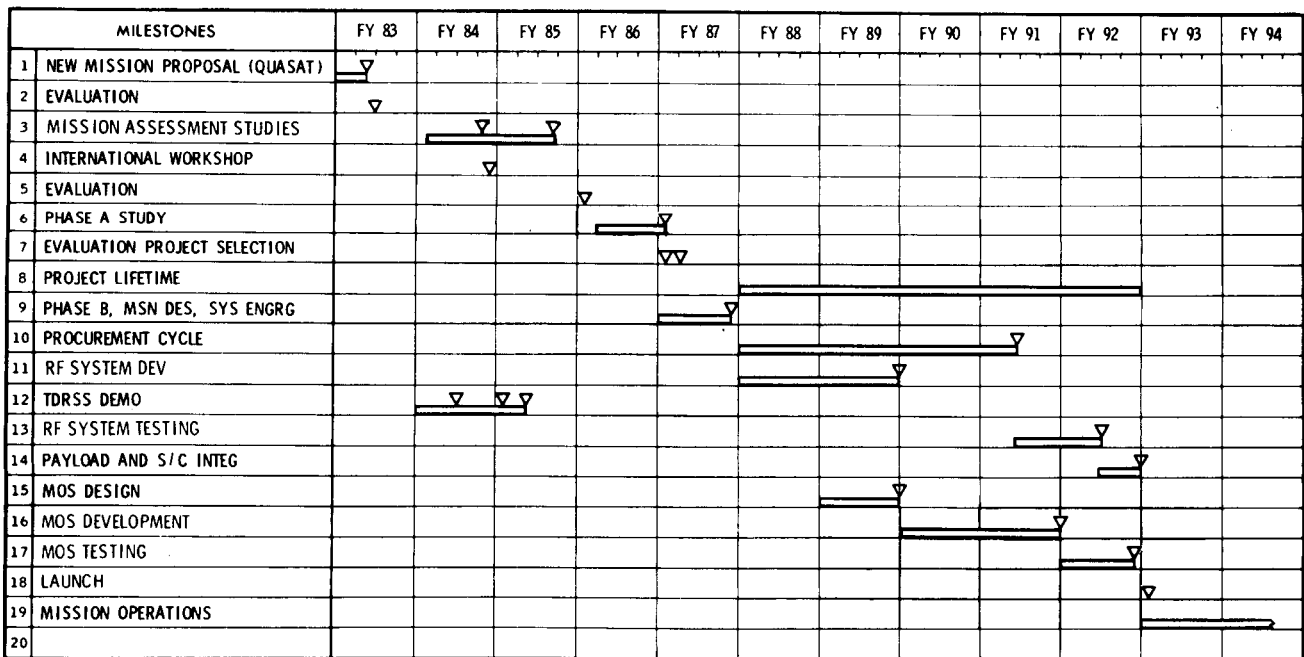 MILESTONES FY 83 FY 84 FY 85 FY 86 FY 87 FY 88 FY 89 FY 90 FY 91 FY 92 FY 93 FY 94
1 NEW MISSION PROPOSAL (QUASAT)
2 EVALUATION
3 MISSION ASSESSMENT STUDIES
4 INTERNATIONAL WORKSHOP
5 EVALUATION
6 PHASE A STUDY
7 EVALUATION PROJECT SELECTION
8 PROJECT LIFETIME
9 PHASE B, MSN DES, SYS ENGRG
10 PROCUREMENT CYCLE
11 RF SYSTEM DEV
12 TDRSS DEMO
13 RF SYSTEM TESTING
14 PAYLOAD AND S/C INTEG
15 MOS DESIGN
16 MOS DEVELOPMENT
17 MOS TESTING
18 LAUNCH
19 MISSION OPERATIONS
20